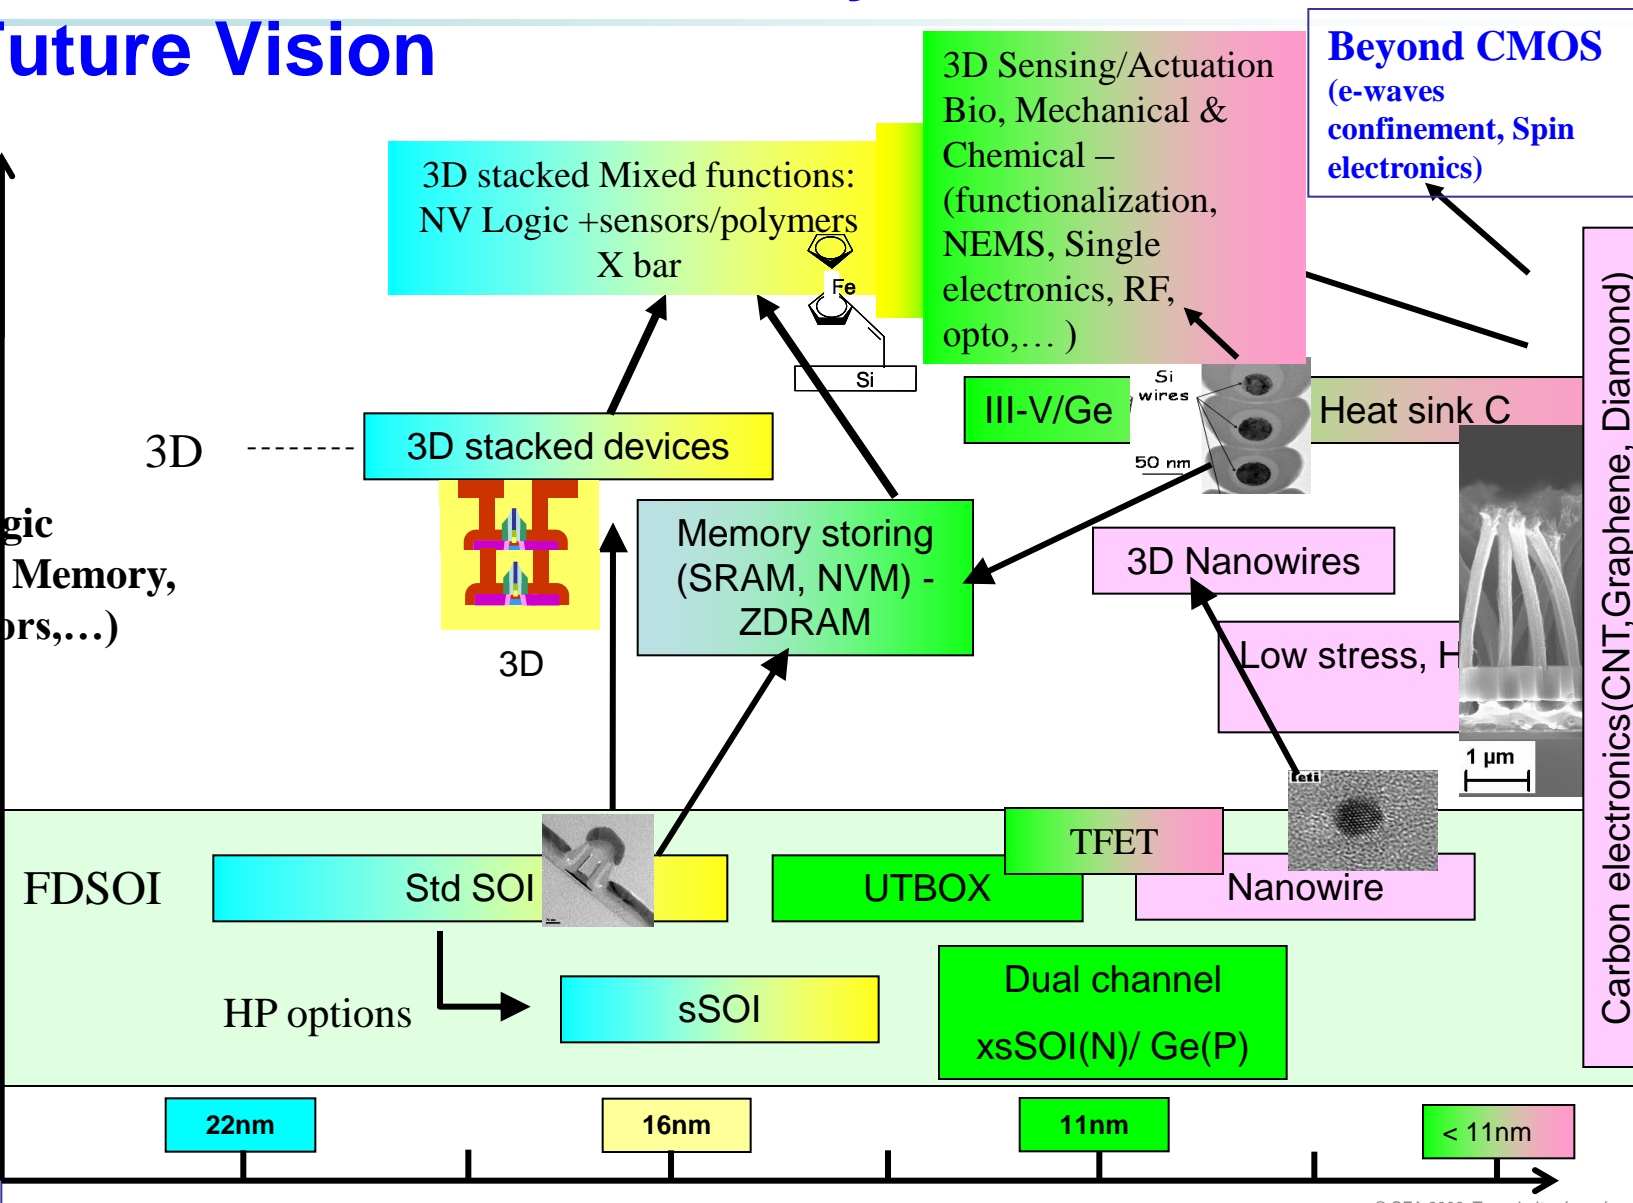 uture Vision
Beyond CMOS
(e-waves
confinement, Spin
electronics)
3D Sensing/Actuation
Bio, Mechanical &
Chemical –
(functionalization,
NEMS, Single
electronics, RF,
opto,… )
3D stacked Mixed functions:
NV Logic +sensors/polymers
X bar
Fe
Si
III-V/Ge
Si
wires
50 nm
Heat sink C
3D
3D stacked devices
3D
gic
Memory,
ors,…)
Memory storing
(SRAM, NVM) -
ZDRAM
3D Nanowires
Low stress, H
1 µm
Carbon electronics(CNT,Graphene, Diamond)
leti
TFET
FDSOI
Std SOI
UTBOX
Nanowire
HP options
sSOI
Dual channel
xsSOI(N)/ Ge(P)
22nm
16nm
11nm
< 11nm